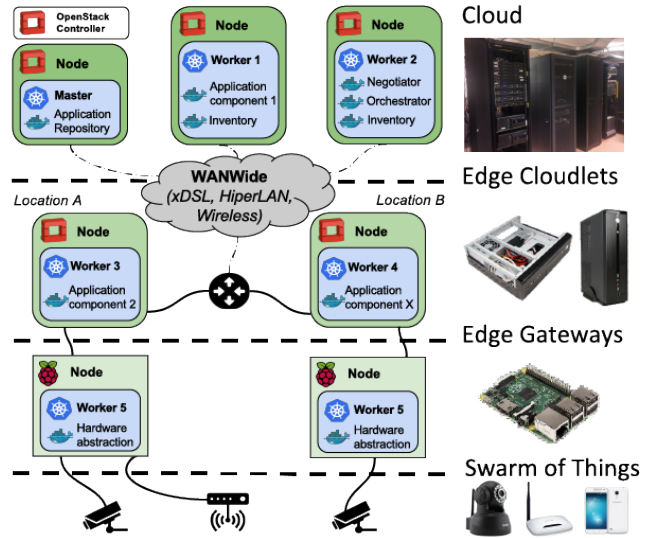 OpenStack
Controller
Node
Master
Application
Repository
Node
Worker 1
Application
component 1
Inventory
Node
Worker 2
Negotiator
Orchestrator
Inventory
Cloud
WANWide
(xDSL, HiperLAN,
Wireless)
Edge Cloudlets
Location A
Location B
Node
Worker 3
Application
component 2
Node
Worker 4
Application
component X
Edge Gateways
Node
Worker 5
Hardware
abstraction
Node
Worker 5
Hardware
abstraction
Swarm of Things